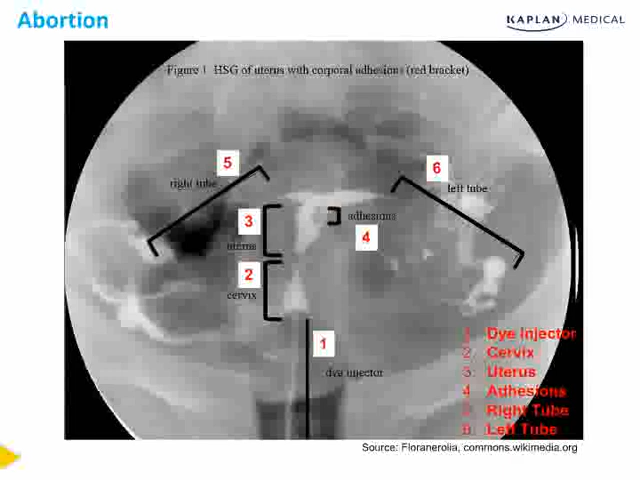 Abortion
KAPLAN MEDICAL
Figure 1 HSG of uterus with corporal adhesions (red bracket)
5
6
right tube
left tube
3
adhesions
4
uterus
2
cervix
1
dye injector
1. Dye Injector
2. Cervix
3. Uterus
4. Adhesions
5. Right Tube
6. Left Tube
Source: Floranerolia, commons.wikimedia.org